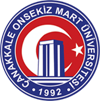 ÇANAKKALE ONSEKİZ MART ÜNİVERSİTESİ
• 1992 •